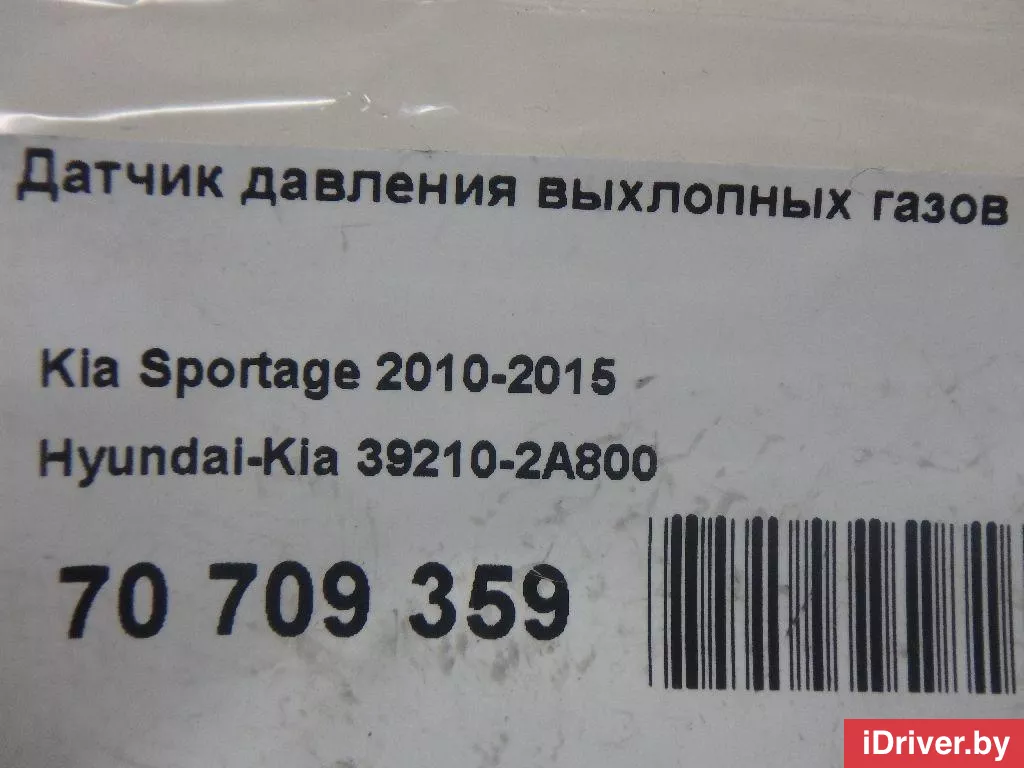 Датчик давления выхлопных газов
Kia Sportage 2010-2015
Hyundai-Kia 39210-2A800
70 709 359
iDriver.by